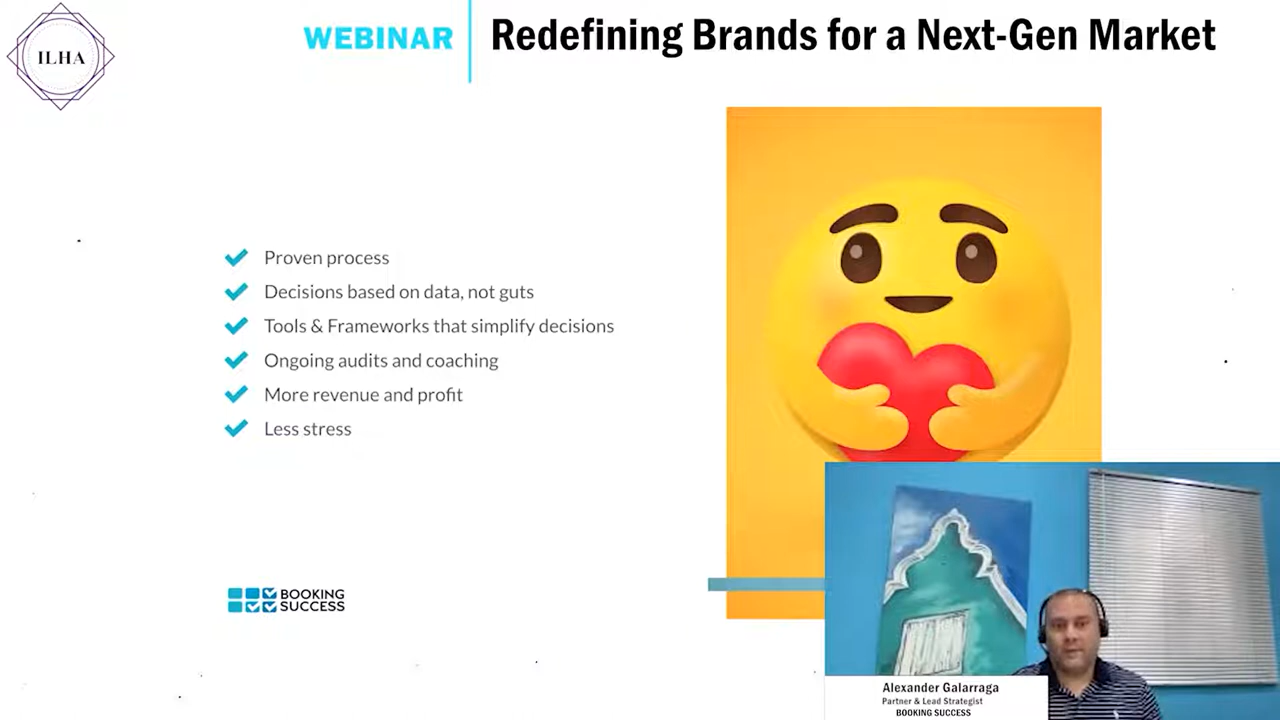 ILHA
WEBINAR
Redefining Brands for a Next-Gen Market
Proven process
Decisions based on data, not guts
Tools & Frameworks that simplify decisions
Ongoing audits and coaching
More revenue and profit
Less stress
BOOKING
SUCCESS
Alexander Galarraga
Partner & Lead Strategist
BOOKING SUCCESS